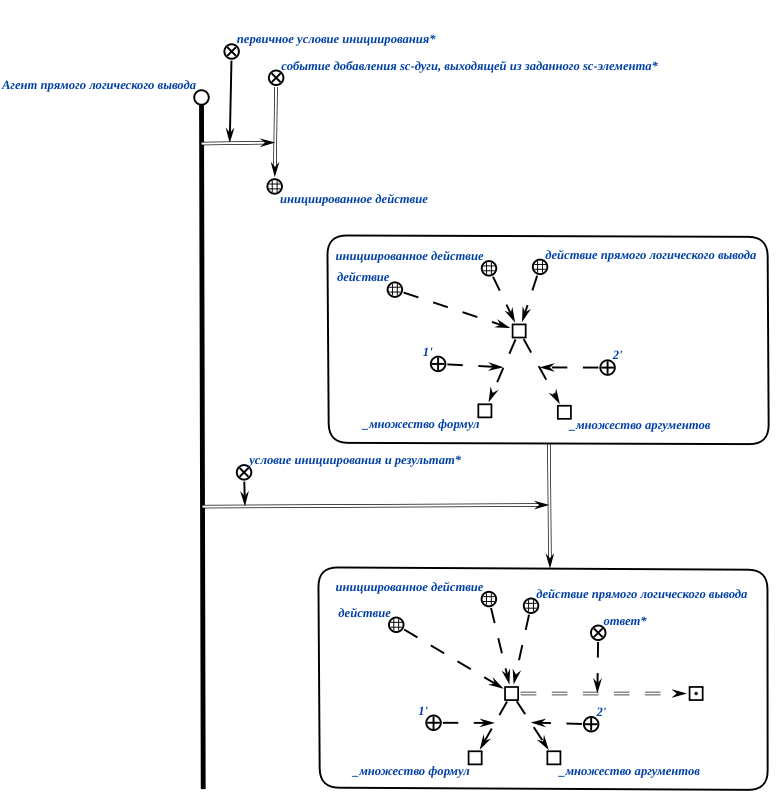 первичное условие инициирования*
событие добавления sc-дуги, выходящей из заданного sc-элемента*
Агент прямого логического вывода
инициированное действие
инициированное действие
действие прямого логического вывода
действие
1'
2'
_множество формул
_множество аргументов
условие инициирования и результат*
инициированное действие
действие прямого логического вывода
действие
ответ*
1'
2'
_множество формул
_множество аргументов